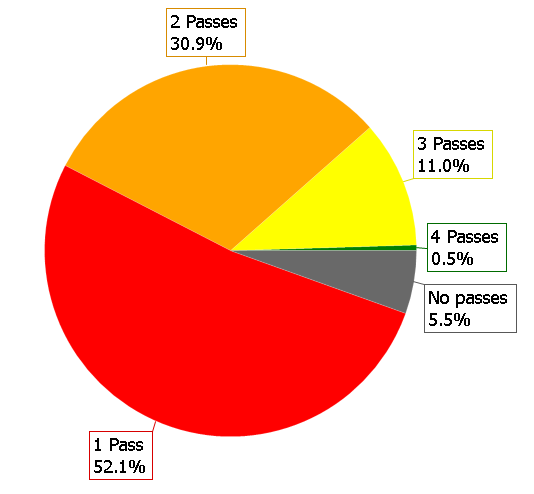 2 Passes
30.9%
3 Passes
11.0%
4 Passes
0.5%
No passes
5.5%
1 Pass
52.1%